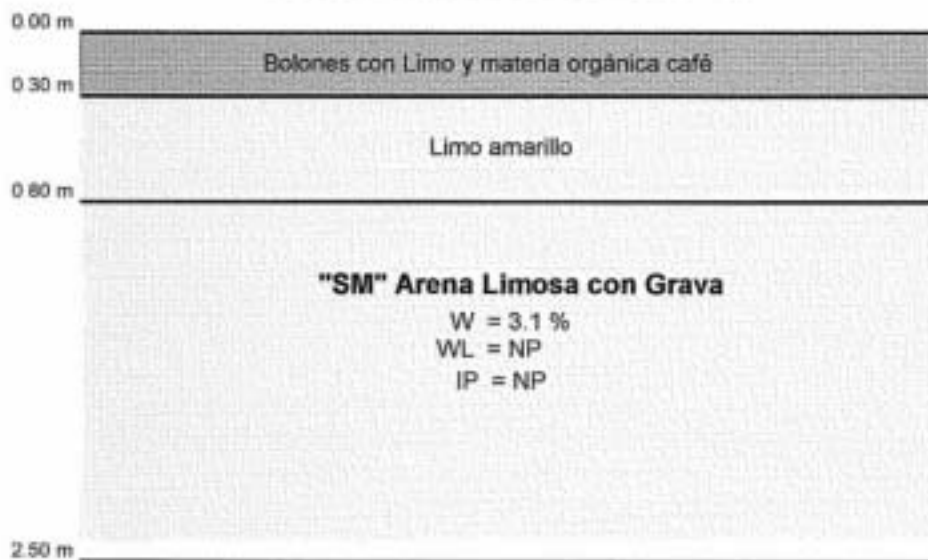 0.00 m
Bolones con Limo y materia orgánica café
0.30 m
Limo amarillo
0.60 m
"SM" Arena Limosa con Grava
W = 3.1 %
WL = NP
IP = NP
2.50 m